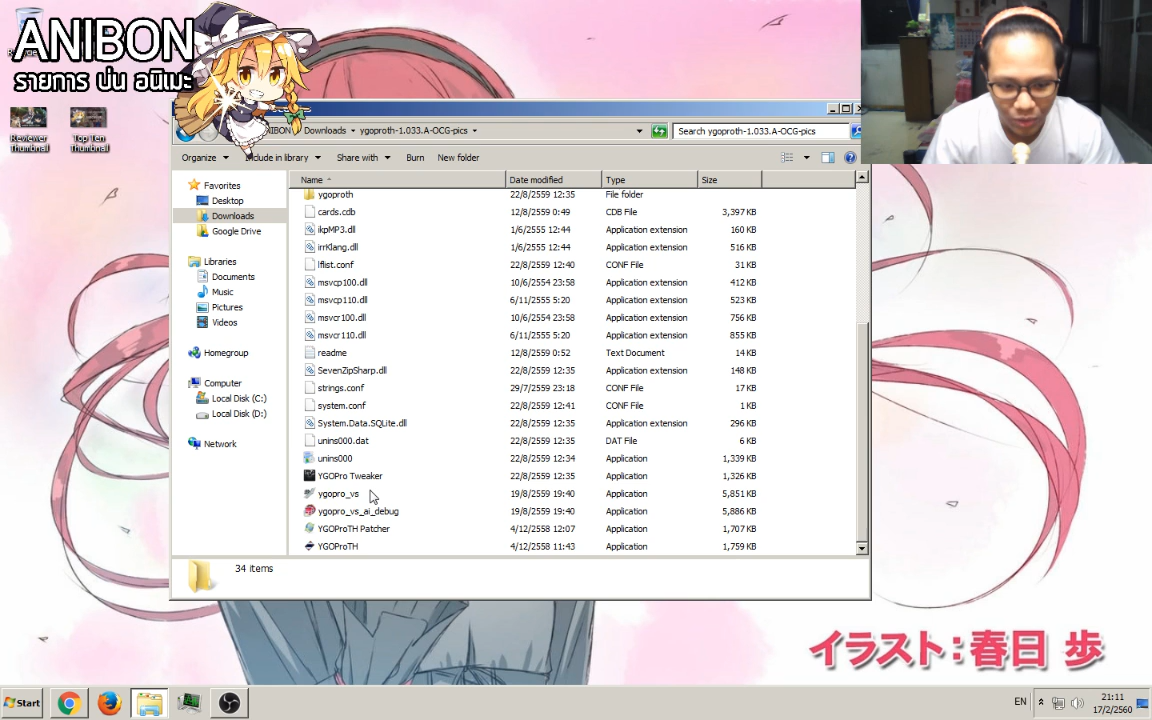 ANIBON
รายการ บ่น อนิเมะ
Reviewer
Thumbnail
Top Ten
Thumbnail
IBON ▸ Downloads ▸ ygoproth-1.033.A-OCG-pics ▸
Search ygoproth-1.033.A-OCG-pics
Organize
Include in library
Share with
Burn
New folder
Favorites
Desktop
Downloads
Google Drive
Libraries
Documents
Music
Pictures
Videos
Homegroup
Computer
Local Disk (C:)
Local Disk (D:)
Network
Name Date modified Type Size
ygoproth 22/8/2559 12:35 File folder
cards.cdb 12/8/2559 0:49 CDB File 3,397 KB
ikpMP3.dll 1/6/2555 12:44 Application extension 160 KB
irrKlang.dll 1/6/2555 12:44 Application extension 516 KB
lflist.conf 22/8/2559 12:40 CONF File 31 KB
msvcp100.dll 10/6/2554 23:58 Application extension 412 KB
msvcp110.dll 6/11/2555 5:20 Application extension 523 KB
msvcr100.dll 10/6/2554 23:58 Application extension 756 KB
msvcr110.dll 6/11/2555 5:20 Application extension 855 KB
readme 12/8/2559 0:52 Text Document 14 KB
SevenZipSharp.dll 22/8/2559 12:35 Application extension 148 KB
strings.conf 29/7/2559 23:18 CONF File 17 KB
system.conf 22/8/2559 12:41 CONF File 1 KB
System.Data.SQLite.dll 22/8/2559 12:35 Application extension 296 KB
unins000.dat 22/8/2559 12:35 DAT File 6 KB
unins000 22/8/2559 12:34 Application 1,339 KB
YGOPro Tweaker 22/8/2559 12:35 Application 1,326 KB
ygopro_vs 19/8/2559 19:40 Application 5,851 KB
ygopro_vs_ai_debug 19/8/2559 19:40 Application 5,886 KB
YGOProTH Patcher 4/12/2558 12:07 Application 1,707 KB
YGOProTH 4/12/2558 11:43 Application 1,759 KB
34 items
イラスト:春日 歩
Start
EN
21:11
17/2/2560